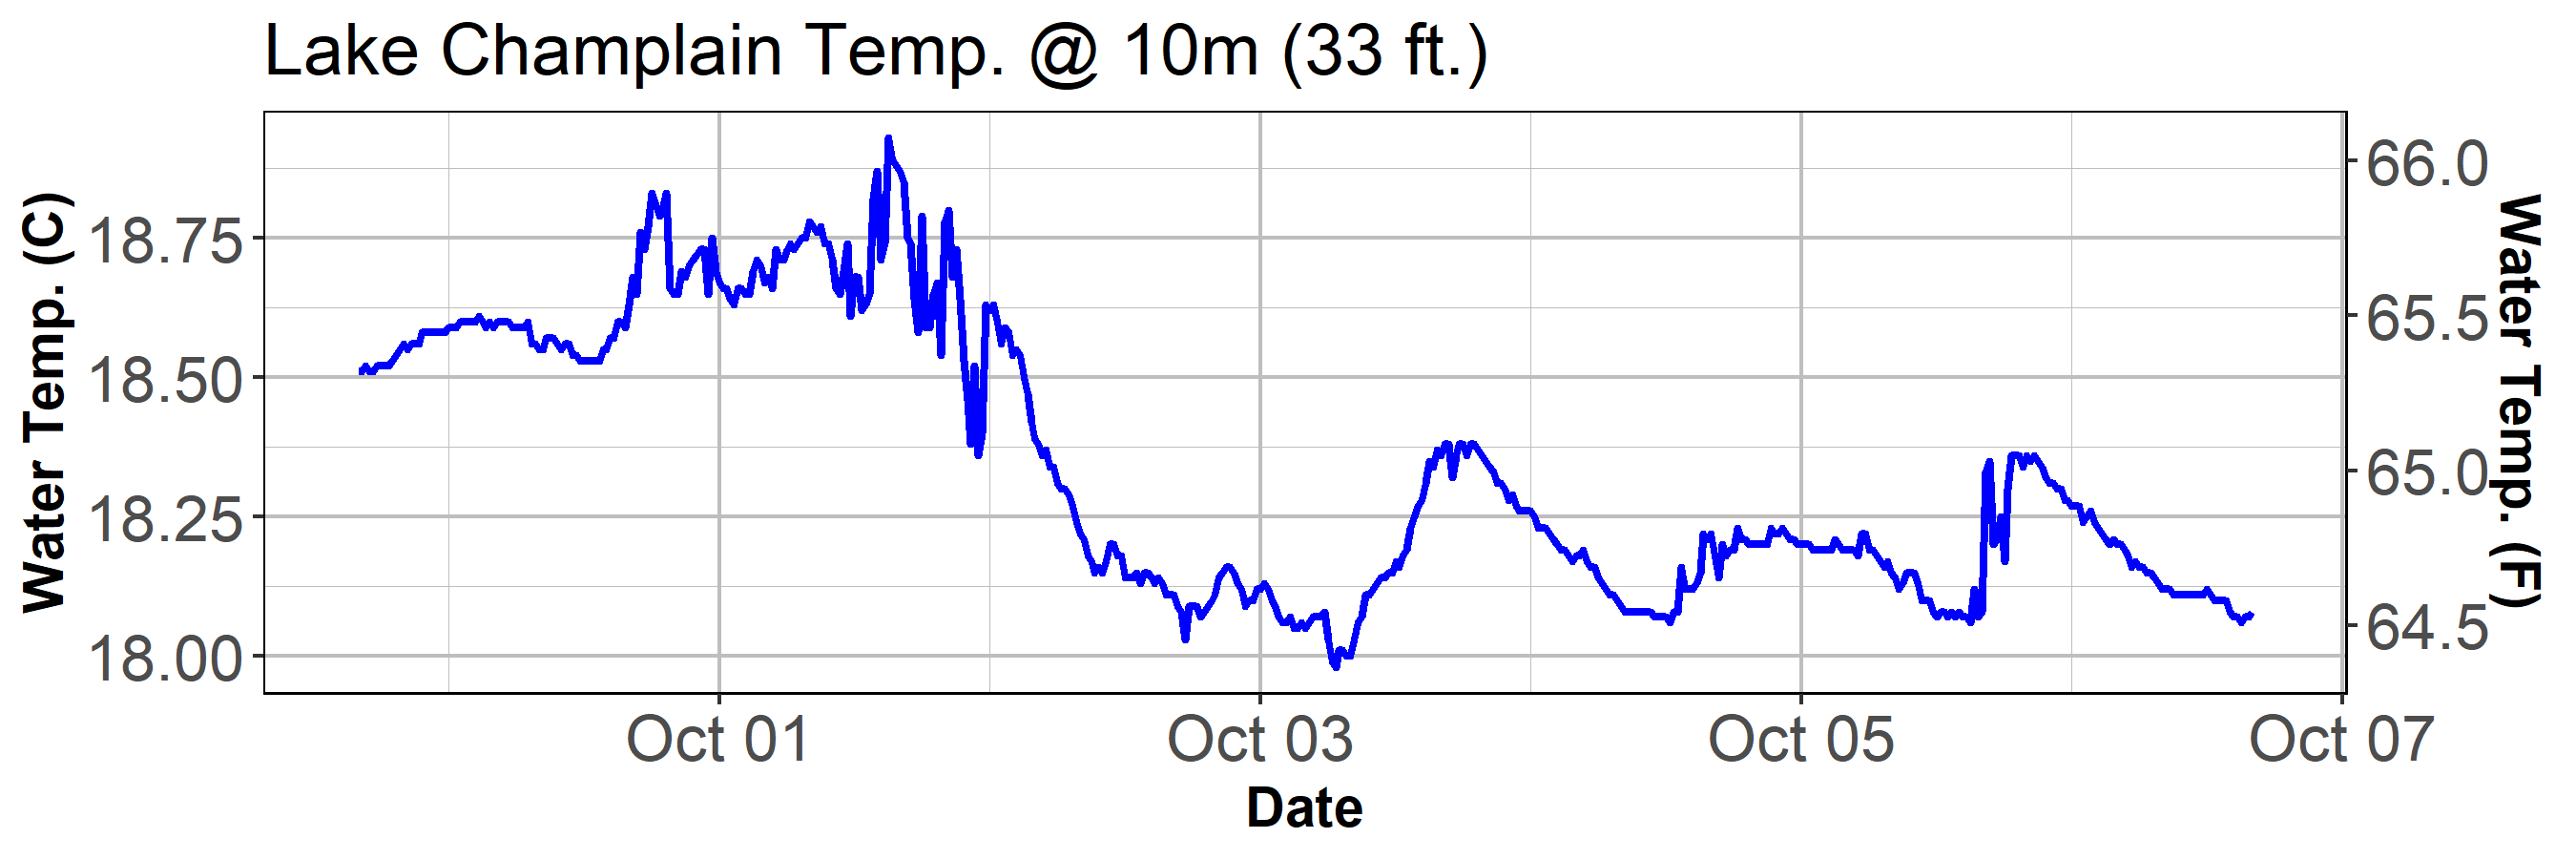 Lake Champlain Temp. @ 10m (33 ft.)
Water Temp. (C)
18.75
18.50
18.25
18.00
66.0
65.5
65.0
64.5
Water Temp. (F)
Oct 01 Oct 03 Oct 05 Oct 07
Date